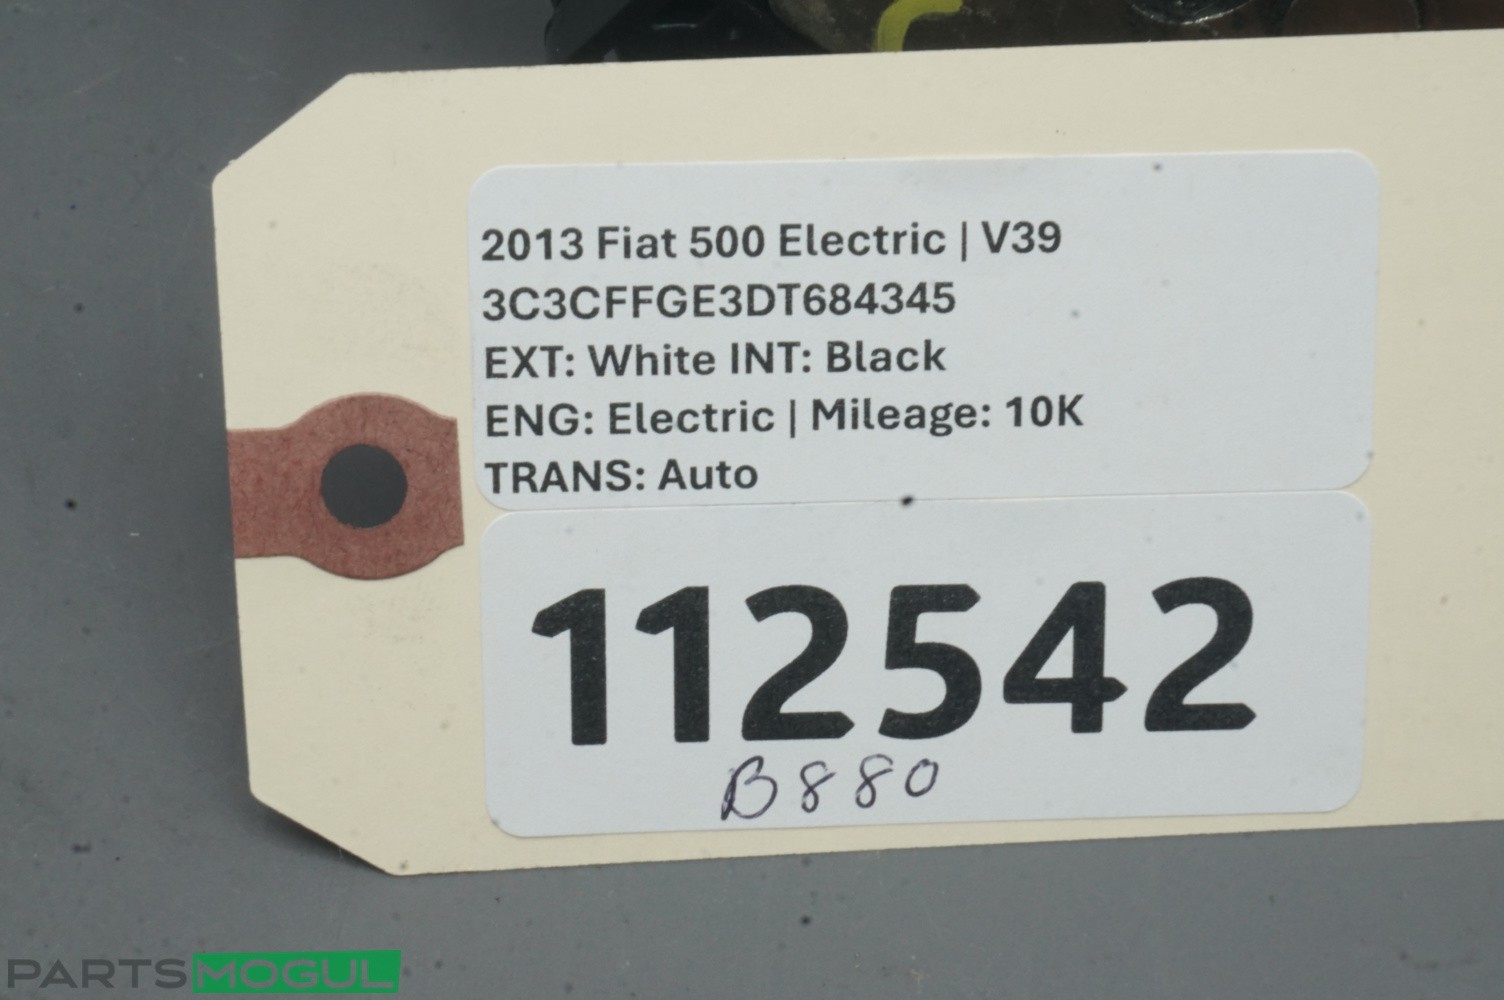 2013 Fiat 500 Electric | V39
3C3CFFGE3DT684345
EXT: White INT: Black
ENG: Electric | Mileage: 10K
TRANS: Auto
112542
B880
PARTSMOGUL